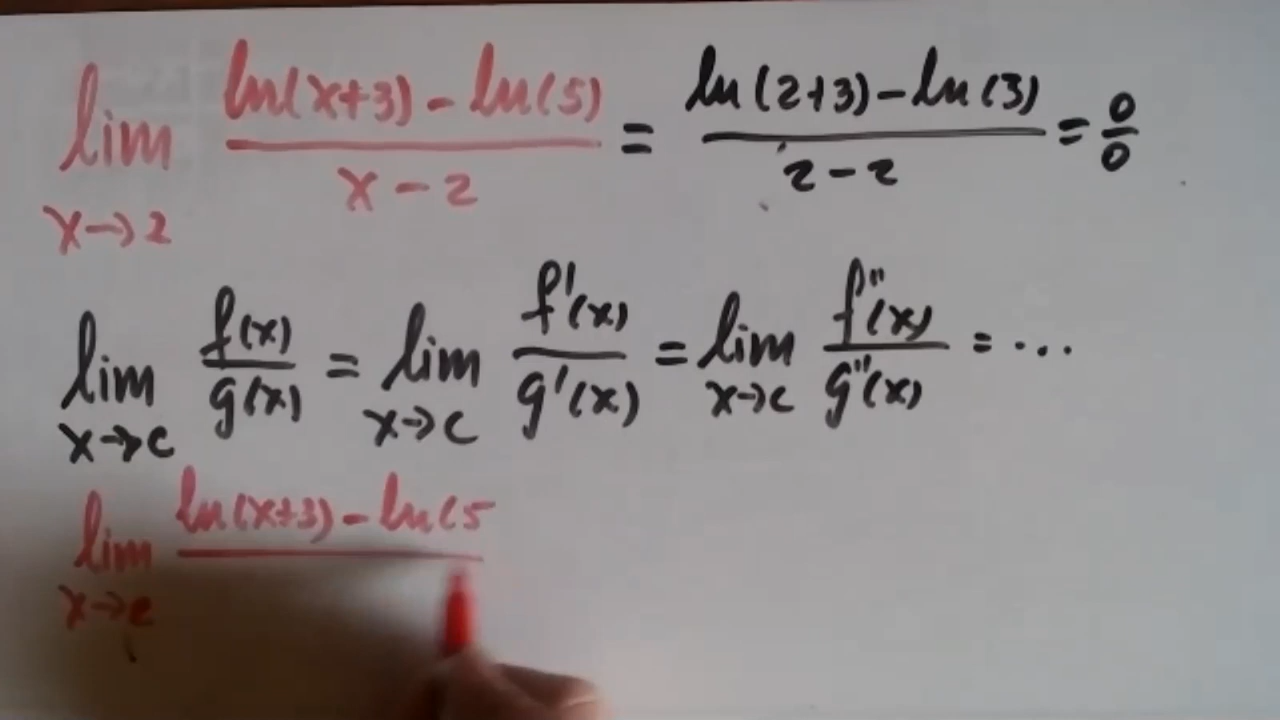 lim x→2 ln(x+3) - ln(5) / x - 2 = ln(2+3) - ln(3) / 2 - 2 = 0/0
lim x→c f(x)/g(x) = lim x→c f'(x)/g'(x) = lim x→c f''(x)/g''(x) = ...
lim x→c ln(x+3) - ln(5